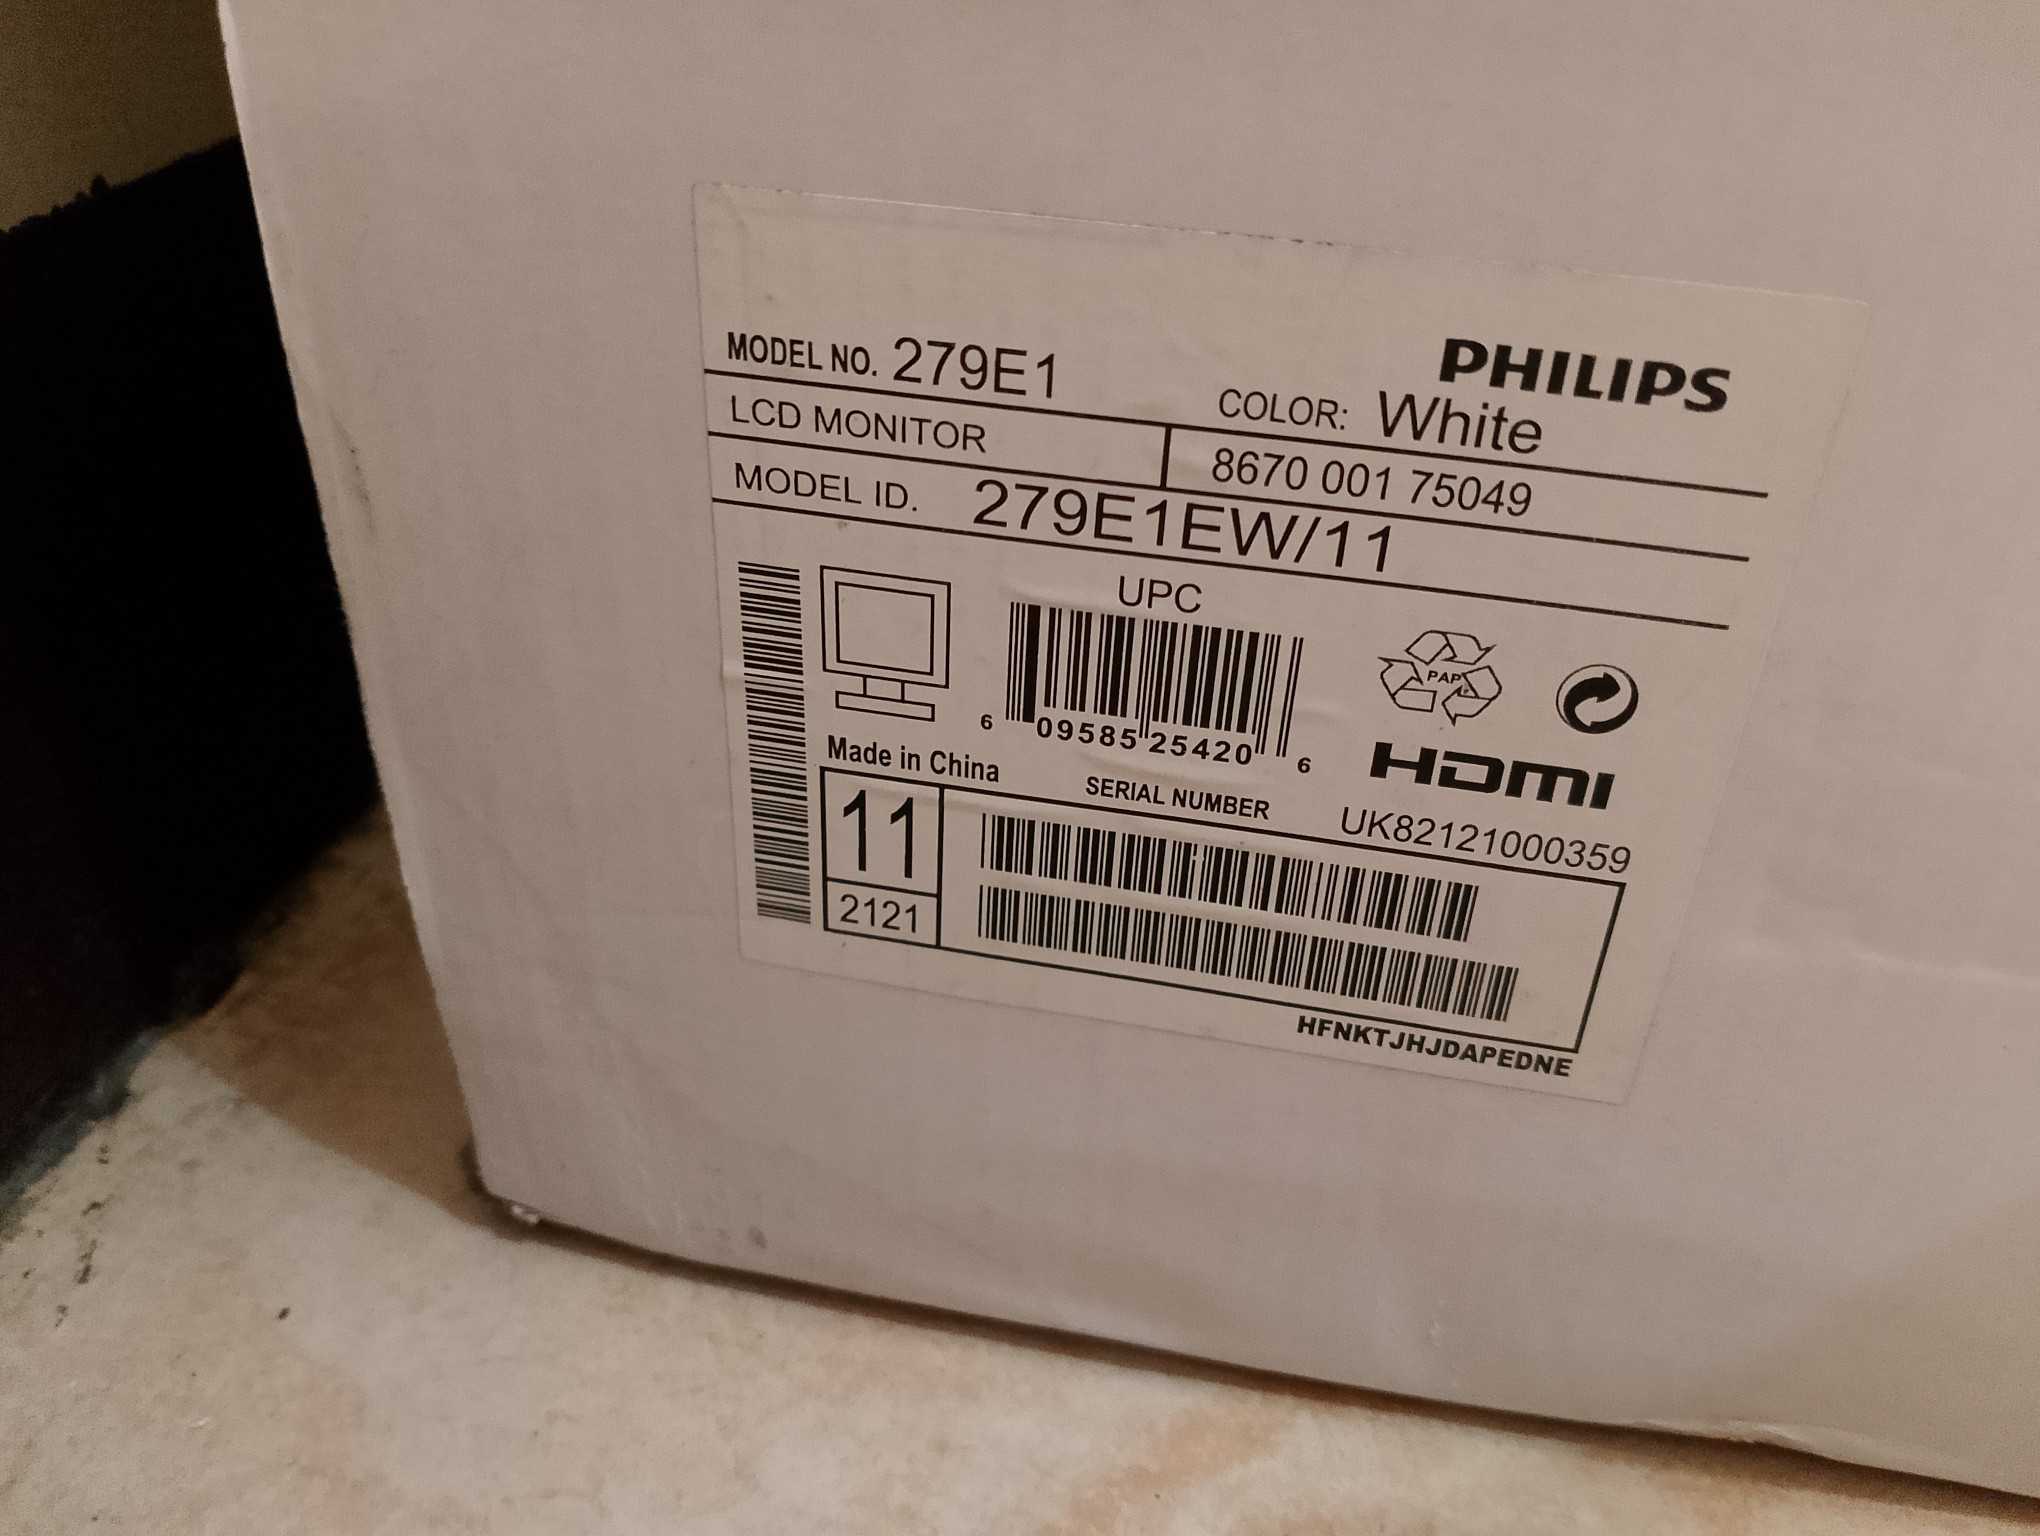 PHILIPS
MODEL NO. 279E1
COLOR: White
LCD MONITOR
8670 001 75049
MODEL ID. 279E1EW/11
UPC
6 09585 25420 6
PAP
HDMI
Made in China
SERIAL NUMBER
UK82121000359
11
2121
HFNKTJHJDAPEDNE